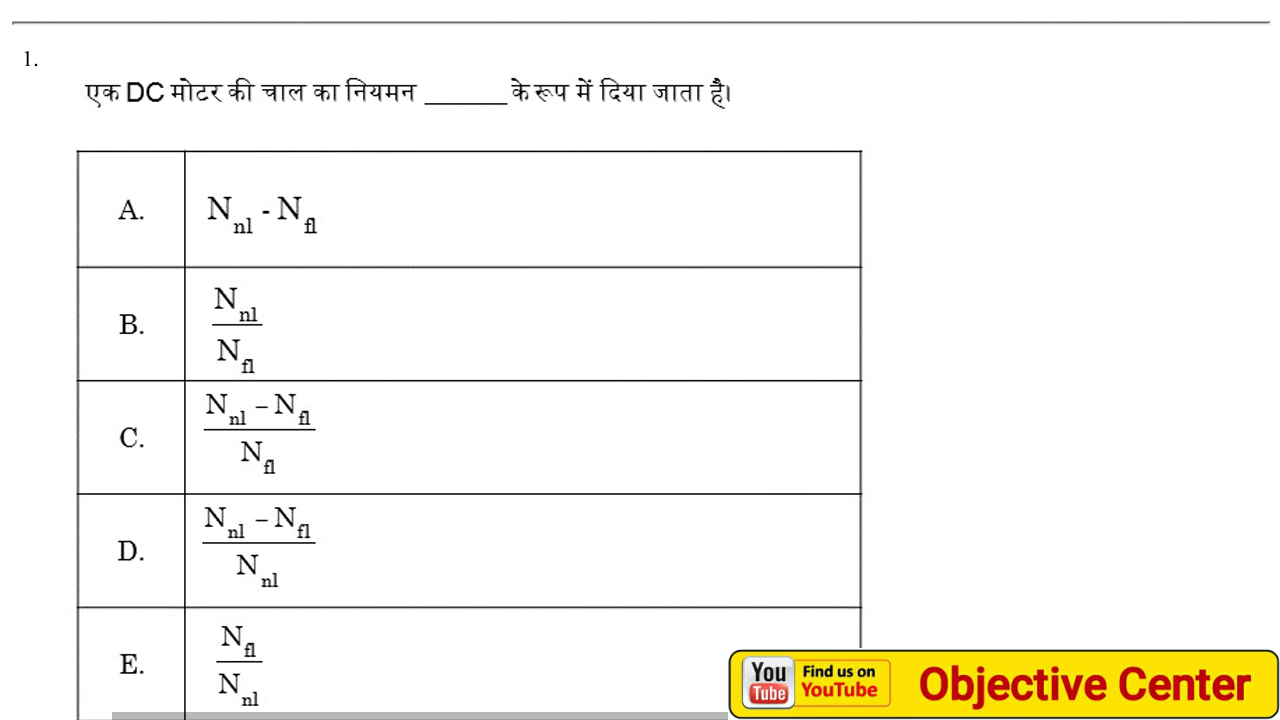 1.
एक DC मोटर की चाल का नियमन ______ के रूप में दिया जाता है।
A. N_nl - N_fl
B. N_nl / N_fl
C. N_nl – N_fl / N_fl
D. N_nl – N_fl / N_nl
E. N_fl / N_nl
You Tube Find us on YouTube Objective Center